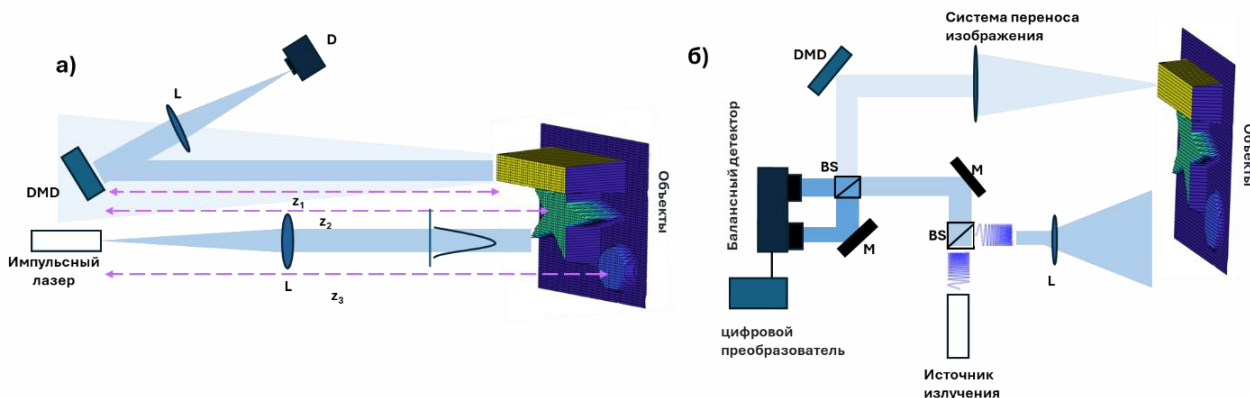 а)
D
L
DMD
z1
z2
Импульсный
лазер
L
z3
Объекты
б)
Система переноса
изображения
DMD
Балансный детектор
BS
M
M
BS
L
цифровой
преобразователь
Источник
излучения
Объекты